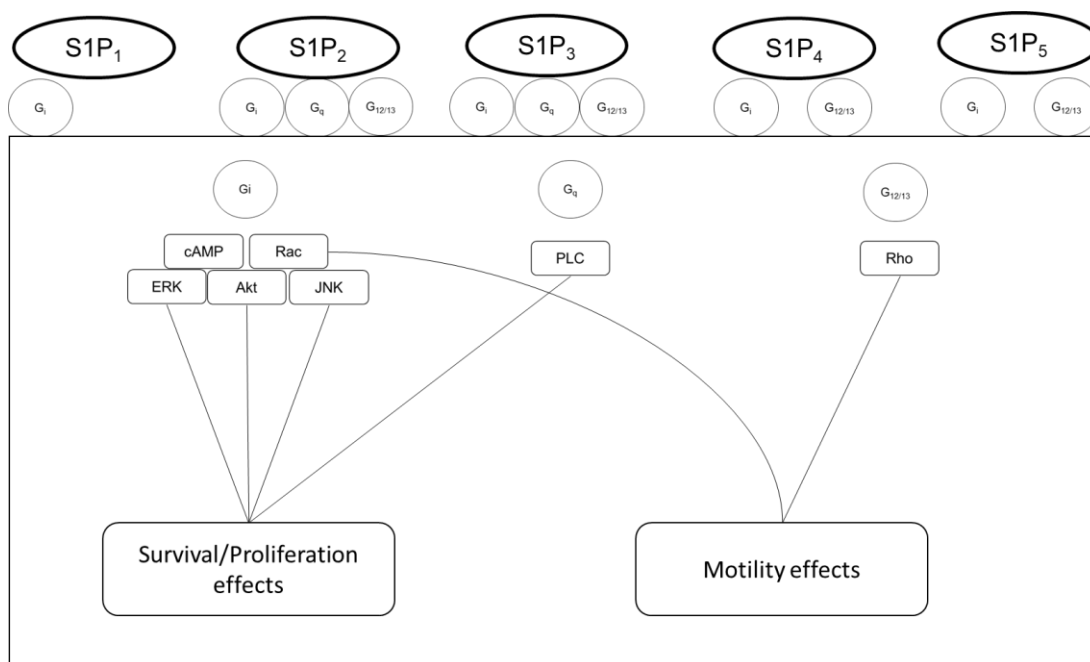 S1P1 S1P2 S1P3 S1P4 S1P5
Gi Gi Gq G12/13 Gi Gq G12/13 Gi G12/13 Gi G12/13
Gi Gq G12/13
cAMP Rac PLC Rho
ERK Akt JNK
Survival/Proliferation
effects
Motility effects